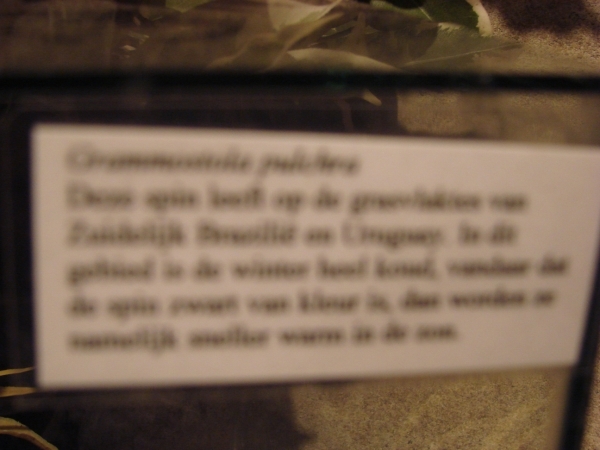 Grammostola pulchra
Deze spin leeft op de grasvlakten van
Zuidelijk Brazilië en Uruguay. In dit
gebied is de winter heel koud, vandaar dat
de spin zwart van kleur is, dan worden ze
namelijk sneller warm in de zon.